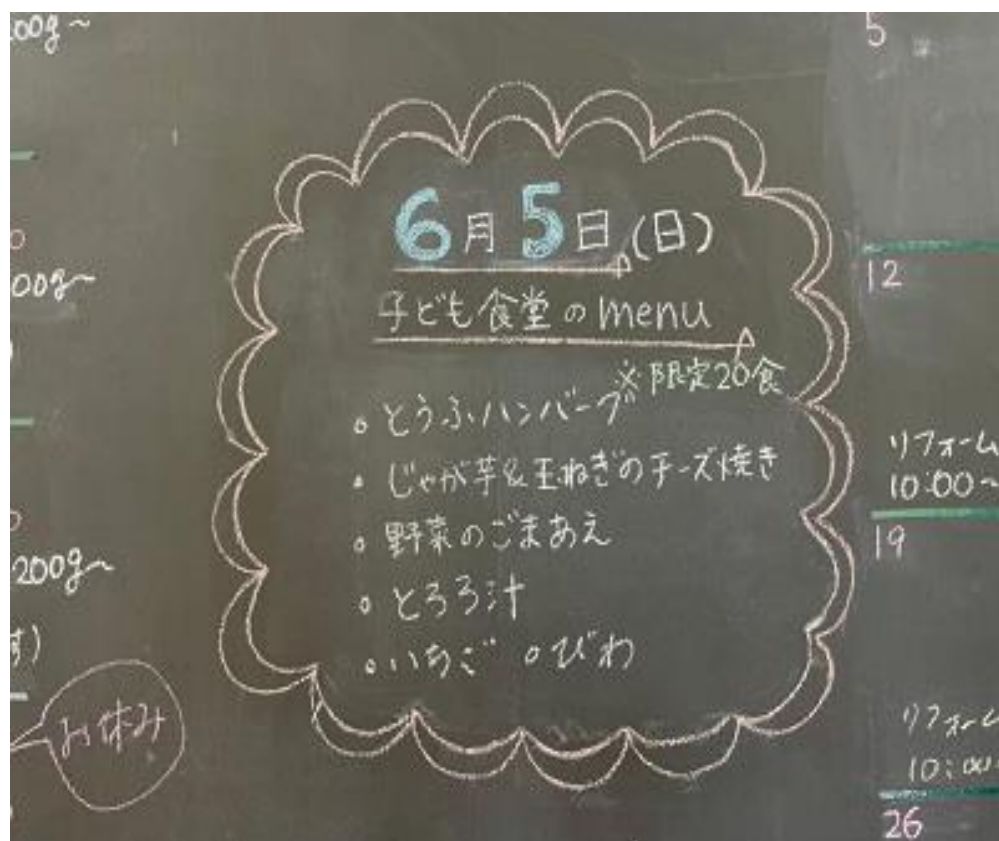 200g～
00g～
200g～
す)
お休み
6月5日(日)
子ども食堂のmenu
※限定20食
。とうふハンバーグ
。じゃが芋&玉ねぎのチーズ焼き
。野菜のごまあえ
。とろろ汁
。いちご 。びわ
5
12
リフォーム
10:00～
19
リフォーム
10:00
26